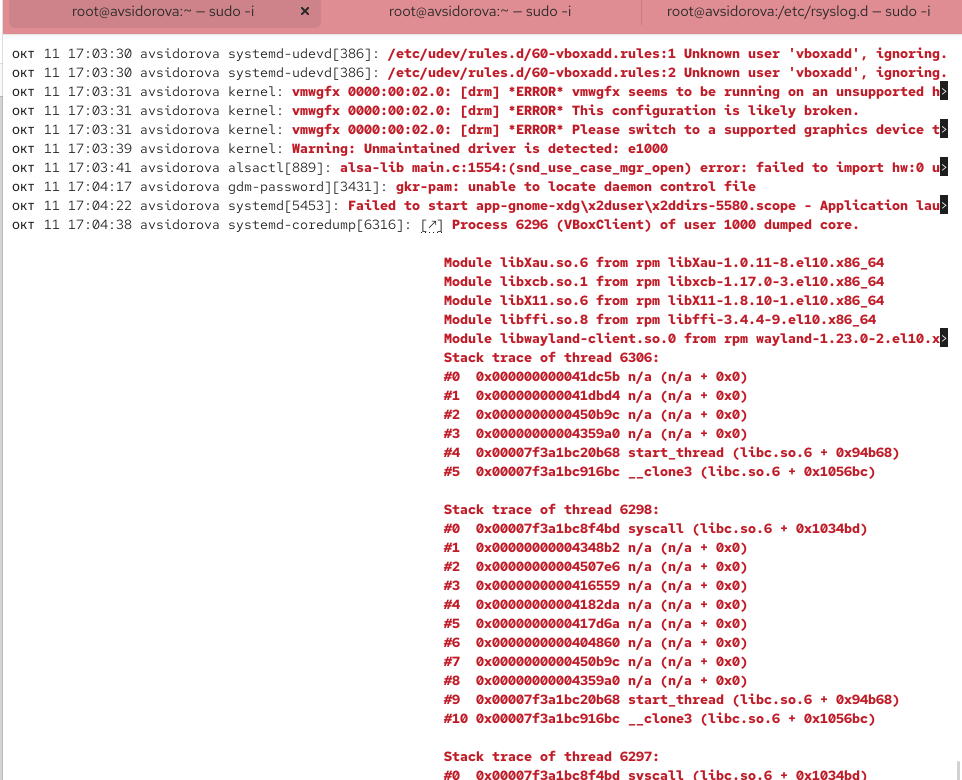 root@avsidorova:~ — sudo -i × root@avsidorova:~ — sudo -i root@avsidorova:/etc/rsyslog.d — sudo -i
окт 11 17:03:30 avsidorova systemd-udevd[386]: /etc/udev/rules.d/60-vboxadd.rules:1 Unknown user 'vboxadd', ignoring.
окт 11 17:03:30 avsidorova systemd-udevd[386]: /etc/udev/rules.d/60-vboxadd.rules:2 Unknown user 'vboxadd', ignoring.
окт 11 17:03:31 avsidorova kernel: vmwgfx 0000:00:02.0: [drm] *ERROR* vmwgfx seems to be running on an unsupported h>
окт 11 17:03:31 avsidorova kernel: vmwgfx 0000:00:02.0: [drm] *ERROR* This configuration is likely broken.
окт 11 17:03:31 avsidorova kernel: vmwgfx 0000:00:02.0: [drm] *ERROR* Please switch to a supported graphics device t>
окт 11 17:03:39 avsidorova kernel: Warning: Unmaintained driver is detected: e1000
окт 11 17:03:41 avsidorova alsactl[889]: alsa-lib main.c:1554:(snd_use_case_mgr_open) error: failed to import hw:0 u>
окт 11 17:04:17 avsidorova gdm-password][3431]: gkr-pam: unable to locate daemon control file
окт 11 17:04:22 avsidorova systemd[5453]: Failed to start app-gnome-xdg\x2duser\x2ddirs-5580.scope - Application lau>
окт 11 17:04:38 avsidorova systemd-coredump[6316]: [↗] Process 6296 (VBoxClient) of user 1000 dumped core.
Module libXau.so.6 from rpm libXau-1.0.11-8.el10.x86_64
Module libxcb.so.1 from rpm libxcb-1.17.0-3.el10.x86_64
Module libX11.so.6 from rpm libX11-1.8.10-1.el10.x86_64
Module libffi.so.8 from rpm libffi-3.4.4-9.el10.x86_64
Module libwayland-client.so.0 from rpm wayland-1.23.0-2.el10.x>
Stack trace of thread 6306:
#0 0x000000000041dc5b n/a (n/a + 0x0)
#1 0x000000000041dbd4 n/a (n/a + 0x0)
#2 0x0000000000450b9c n/a (n/a + 0x0)
#3 0x00000000004359a0 n/a (n/a + 0x0)
#4 0x00007f3a1bc20b68 start_thread (libc.so.6 + 0x94b68)
#5 0x00007f3a1bc916bc __clone3 (libc.so.6 + 0x1056bc)
Stack trace of thread 6298:
#0 0x00007f3a1bc8f4bd syscall (libc.so.6 + 0x1034bd)
#1 0x00000000004348b2 n/a (n/a + 0x0)
#2 0x00000000004507e6 n/a (n/a + 0x0)
#3 0x0000000000416559 n/a (n/a + 0x0)
#4 0x00000000004182da n/a (n/a + 0x0)
#5 0x0000000000417d6a n/a (n/a + 0x0)
#6 0x0000000000404860 n/a (n/a + 0x0)
#7 0x0000000000450b9c n/a (n/a + 0x0)
#8 0x00000000004359a0 n/a (n/a + 0x0)
#9 0x00007f3a1bc20b68 start_thread (libc.so.6 + 0x94b68)
#10 0x00007f3a1bc916bc __clone3 (libc.so.6 + 0x1056bc)
Stack trace of thread 6297:
#0 0x00007f3a1bc8f4bd syscall (libc.so.6 + 0x1034bd)